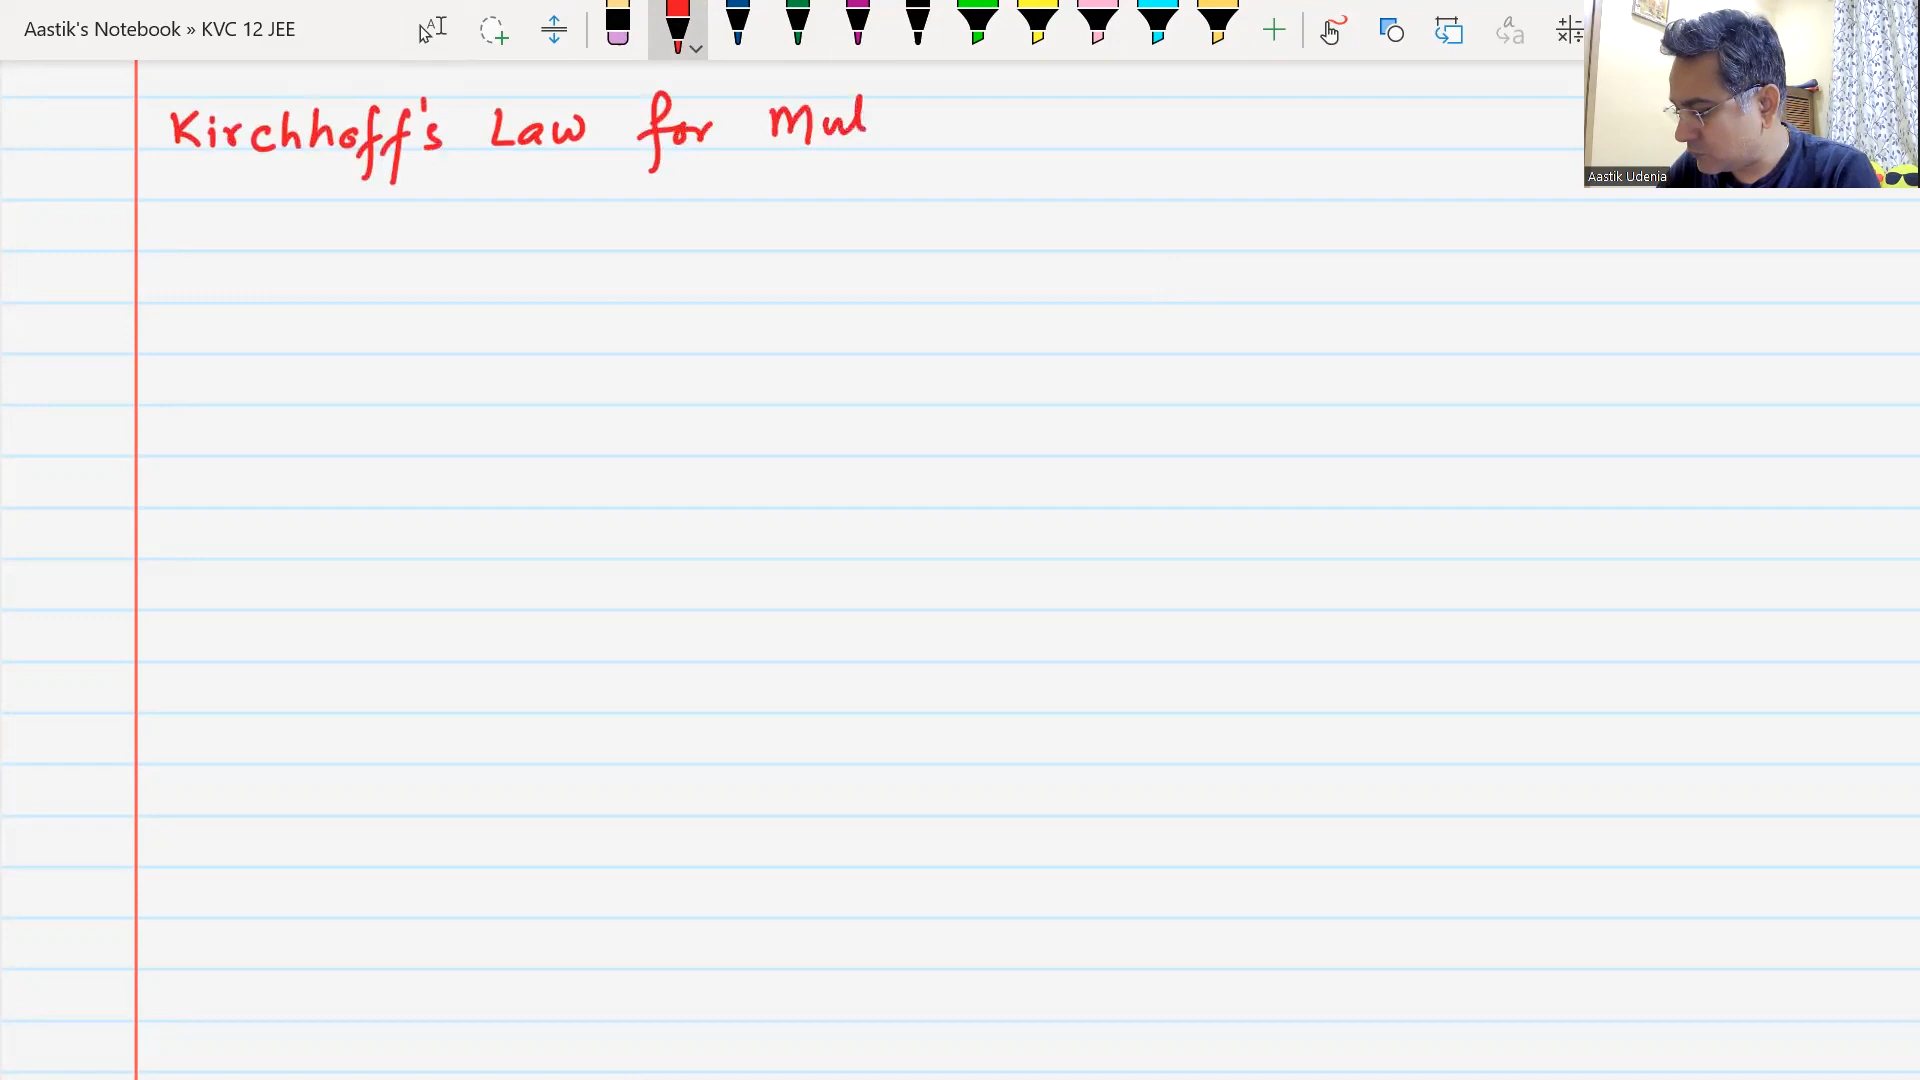 Aastik's Notebook » KVC 12 JEE
Kirchhoff's Law for Mul
Aastik Udenia